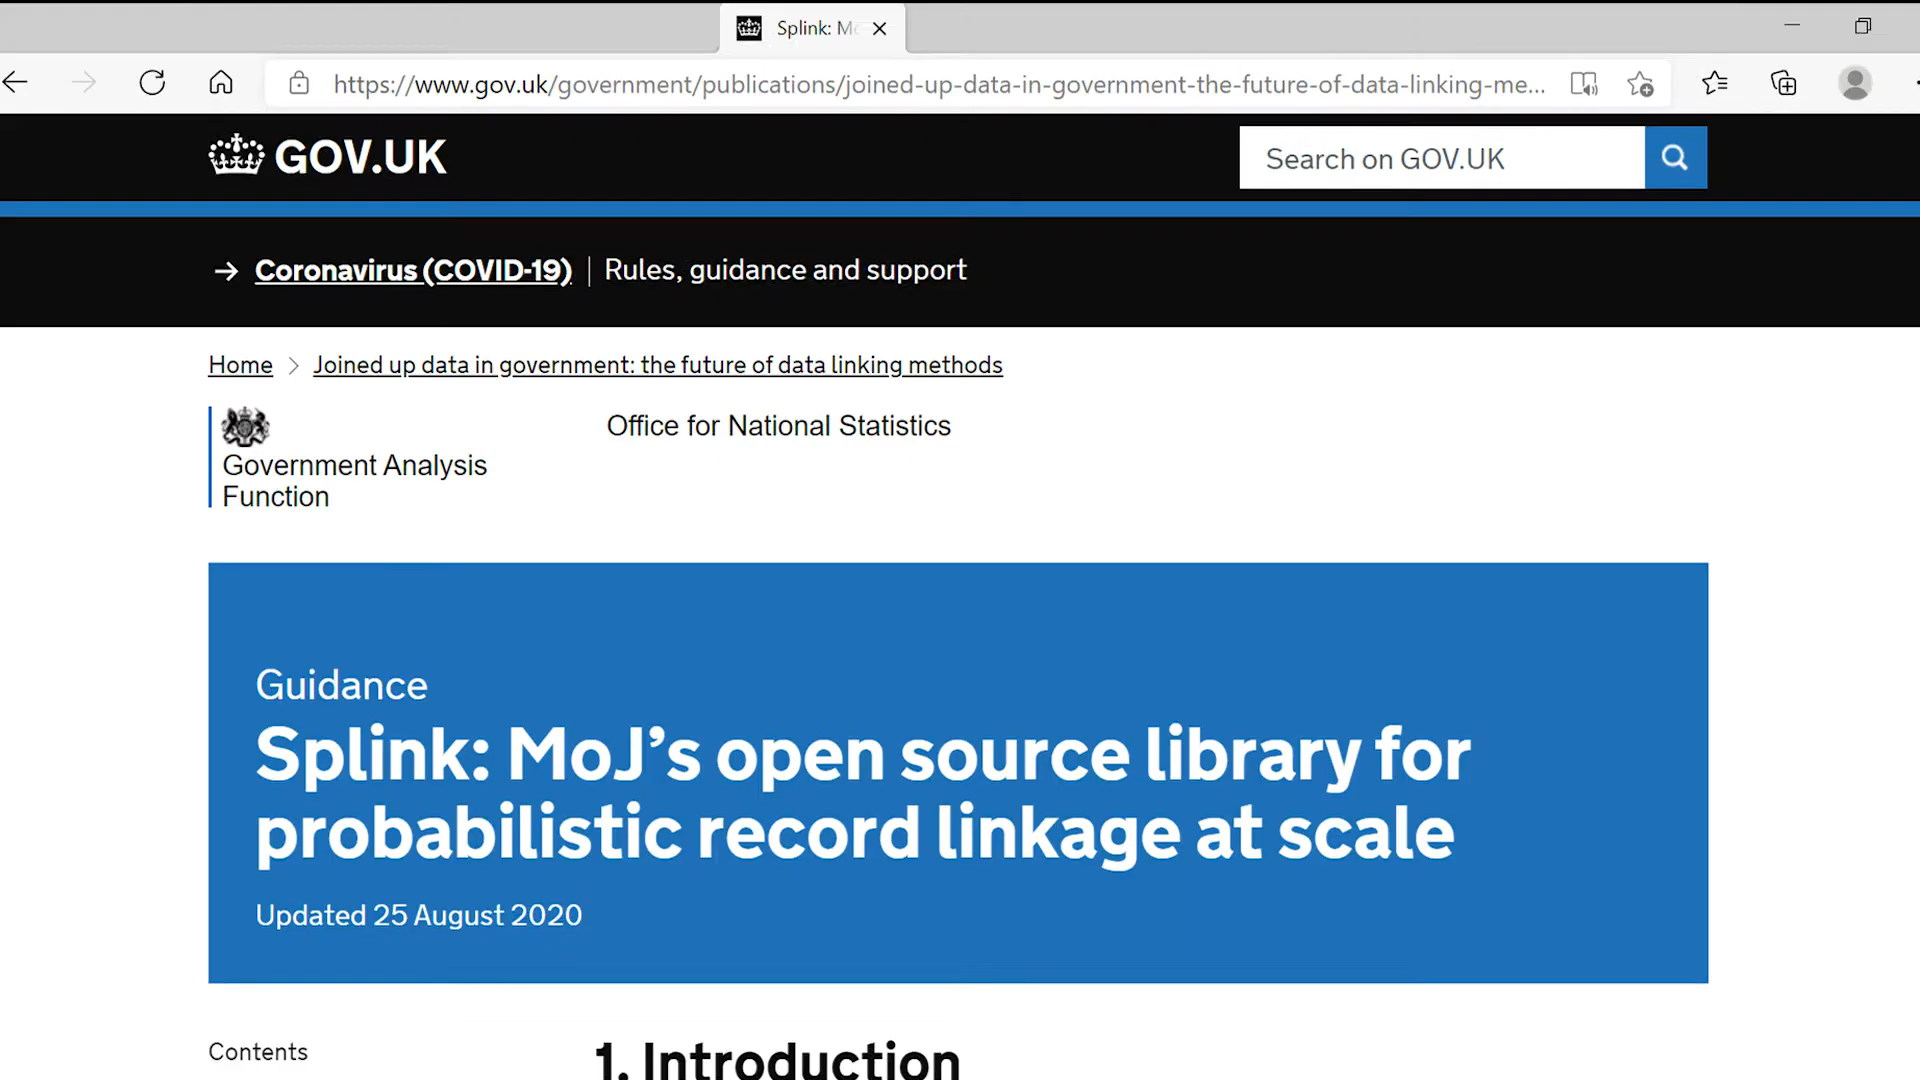 Splink: M
https://www.gov.uk/government/publications/joined-up-data-in-government-the-future-of-data-linking-me...
GOV.UK
Search on GOV.UK
→ Coronavirus (COVID-19) | Rules, guidance and support
Home > Joined up data in government: the future of data linking methods
Government Analysis
Function
Office for National Statistics
Guidance
Splink: MoJ’s open source library for
probabilistic record linkage at scale
Updated 25 August 2020
Contents
1. Introduction